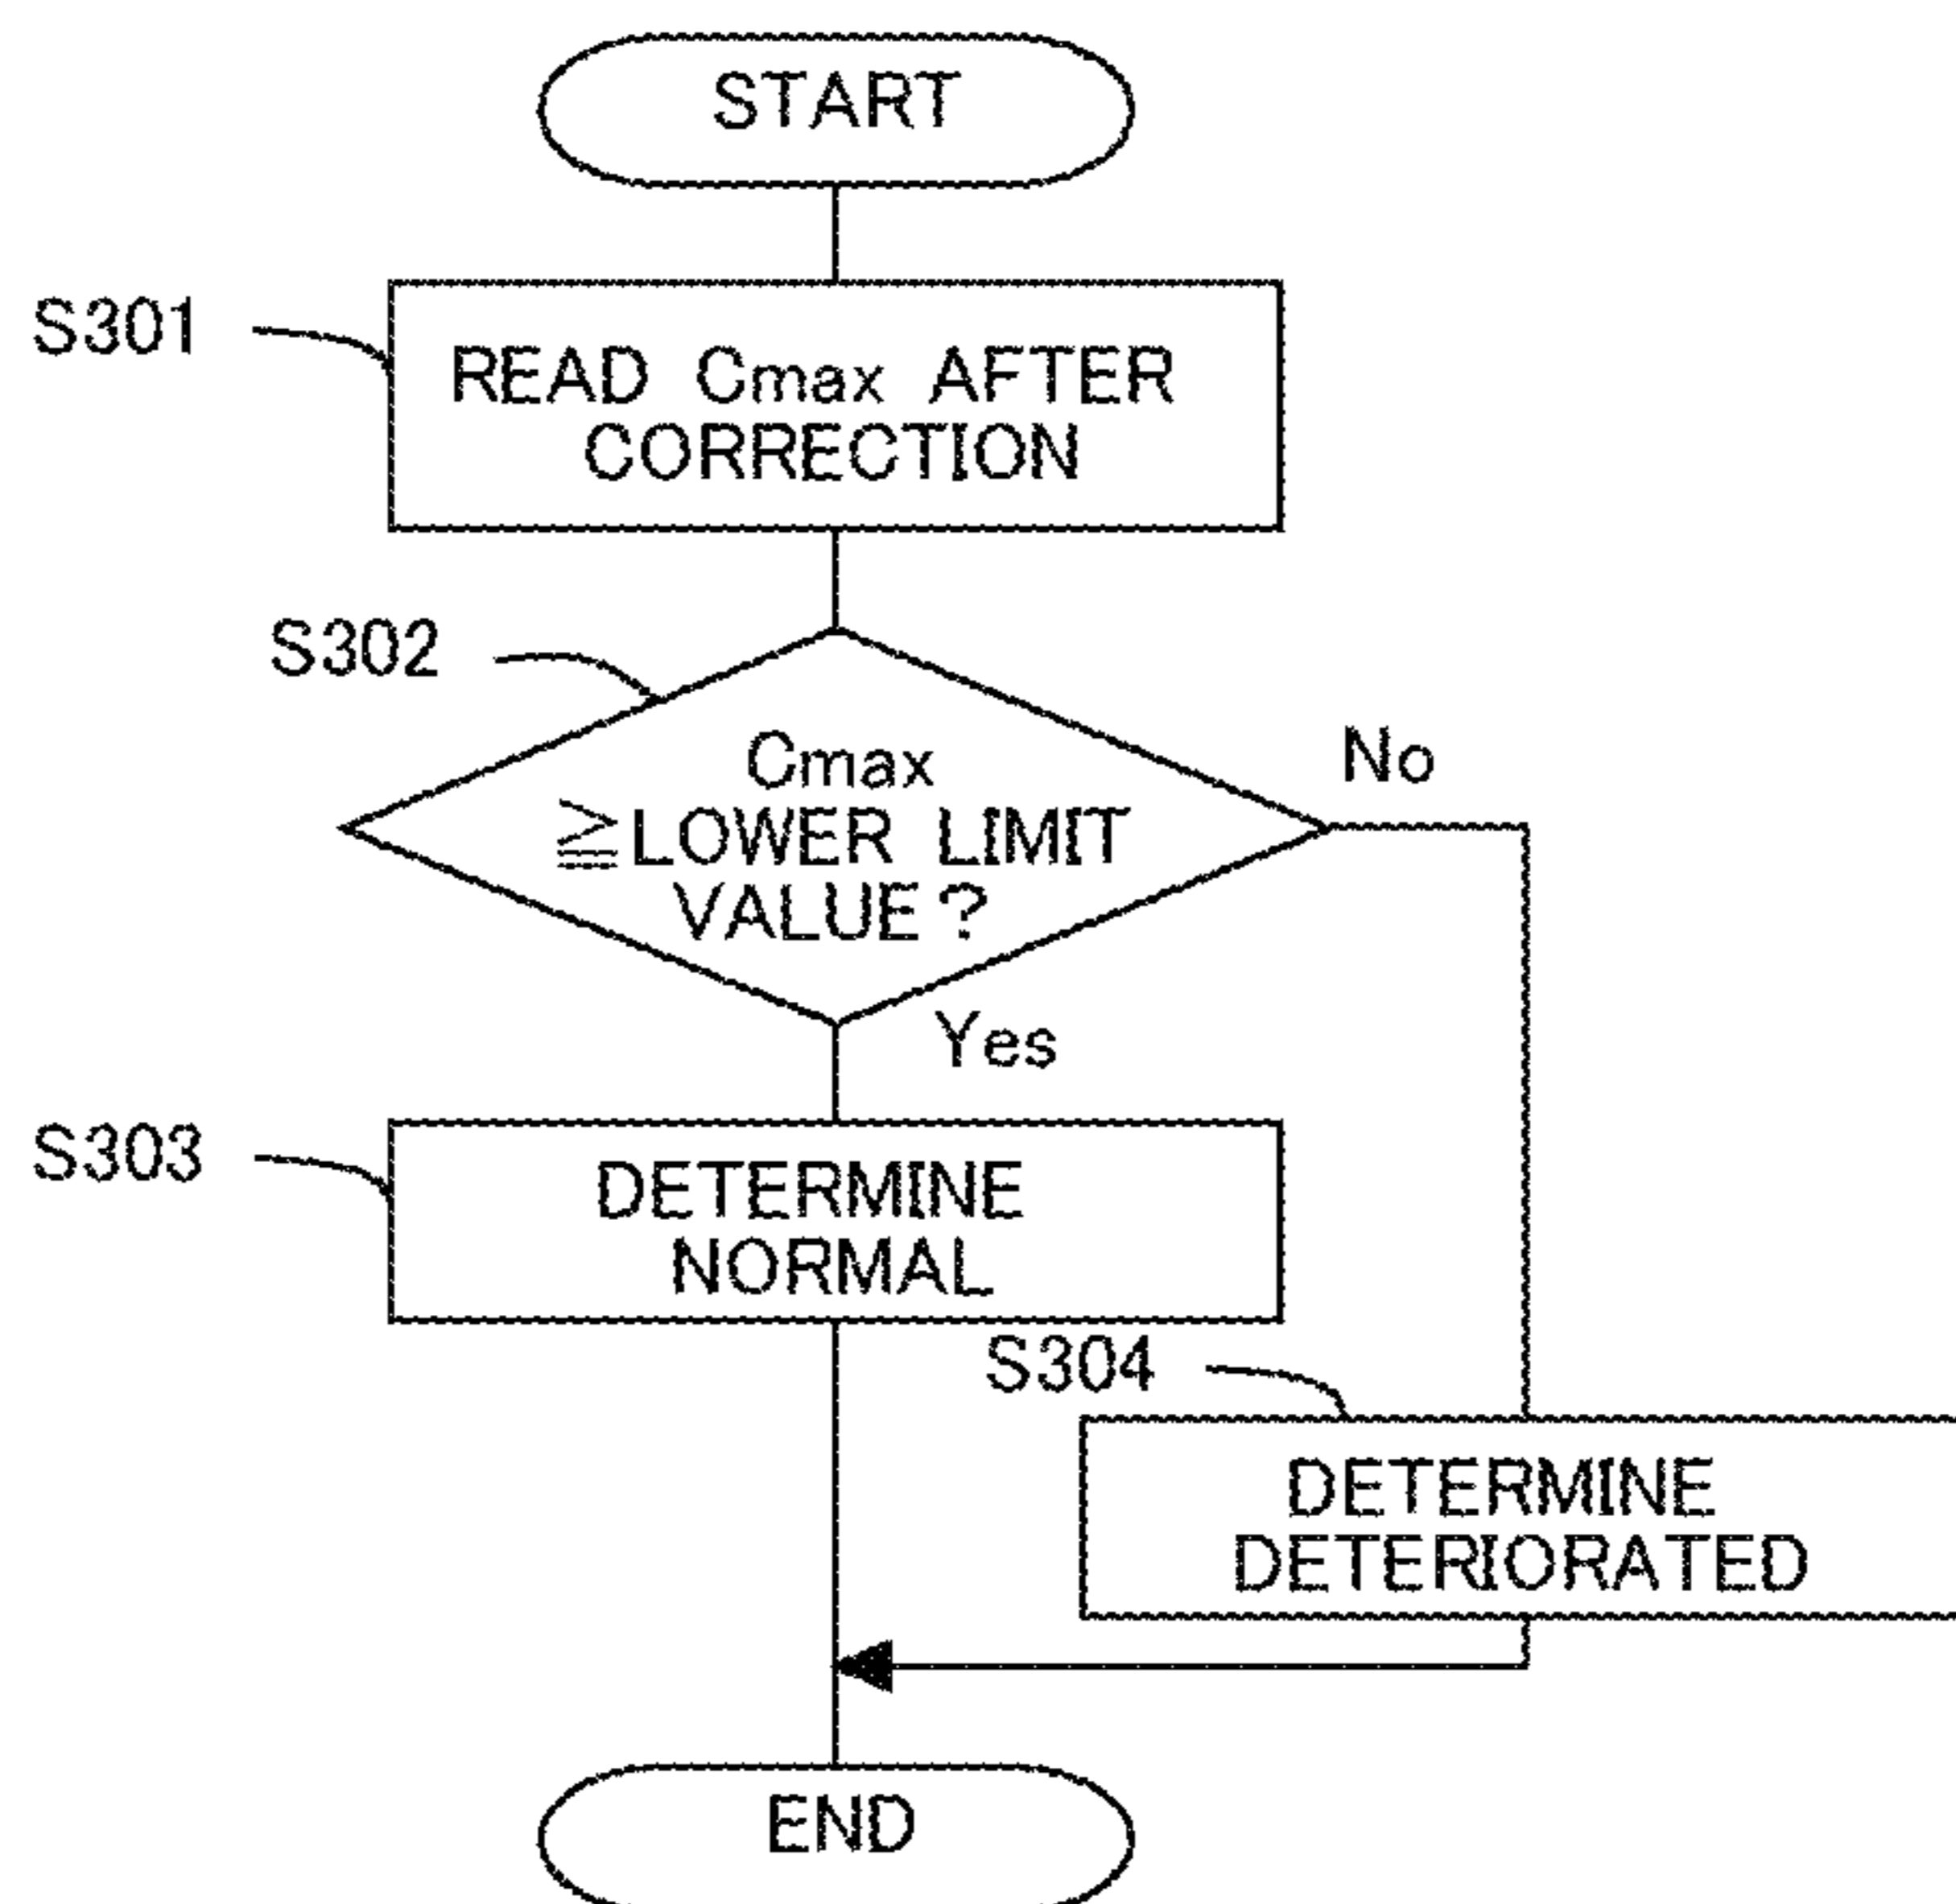 START
S301
READ Cmax AFTER
CORRECTION
S302
Cmax
≧LOWER LIMIT
VALUE?
No
Yes
S303
DETERMINE
NORMAL
S304
DETERMINE
DETERIORATED
END